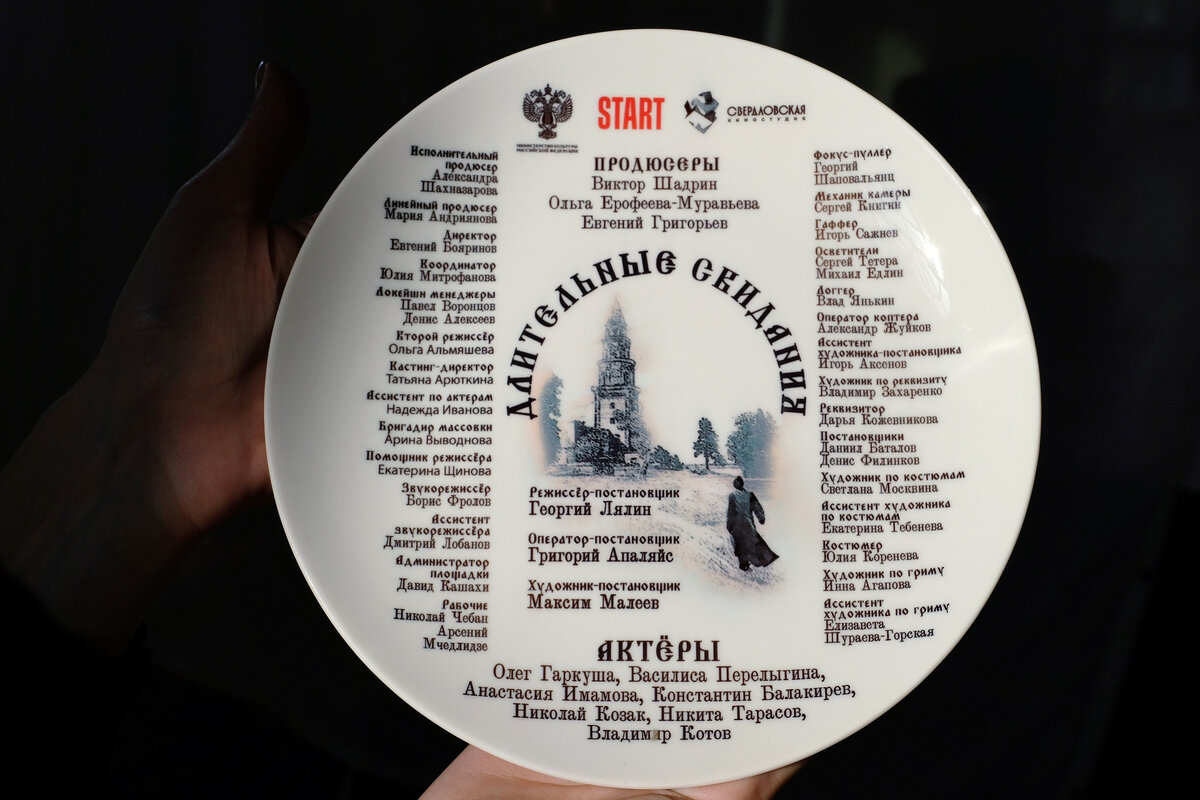 START
СВЕРДЛОВСКАЯ
КИНОСТУДИЯ
МИНИСТЕРСТВО КУЛЬТУРЫ
РОССИЙСКОЙ ФЕДЕРАЦИИ
Исполнительный
продюсер
Александра
Шахназарова
Линейный продюсер
Мария Андриянова
Директор
Евгений Бояринов
Координатор
Юлия Митрофанова
Локейшн менеджеры
Павел Воронцов
Денис Алексеев
Второй режиссёр
Ольга Альмяшева
Кастинг-директор
Татьяна Арюткина
Ассистент по актерам
Надежда Иванова
Бригадир массовки
Арина Выводнова
Помощник режиссёра
Екатерина Щинова
Звукорежиссёр
Борис Фролов
Ассистент
звукорежиссёра
Дмитрий Лобанов
Администратор
площадки
Давид Кашахи
Рабочие
Николай Чебан
Арсений
Мчедлидзе
ПРОДЮСЕРЫ
Виктор Шадрин
Ольга Ерофеева-Муравьева
Евгений Григорьев
ДЛИТЕЛЬНЫЕ СВИДАНИЯ
Режиссёр-постановщик
Георгий Лялин
Оператор-постановщик
Григорий Апаляйс
Художник-постановщик
Максим Малеев
Фокус-пуллер
Георгий
Шаповальянц
Механик камеры
Сергей Книгин
Гаффер
Игорь Сажнев
Осветители
Сергей Тетера
Михаил Едлин
Логгер
Влад Янькин
Оператор коптера
Александр Жуйков
Ассистент
художника-постановщика
Игорь Аксенов
Художник по реквизиту
Владимир Захаренко
Реквизитор
Дарья Кожевникова
Постановщики
Даниил Баталов
Денис Филинков
Художник по костюмам
Светлана Москвина
Ассистент художника
по костюмам
Екатерина Тебенева
Костюмер
Юлия Коренева
Художник по гриму
Инна Агапова
Ассистент
художника по гриму
Елизавета
Шураева-Горская
АКТЁРЫ
Олег Гаркуша, Василиса Перелыгина,
Анастасия Имамова, Константин Балакирев,
Николай Козак, Никита Тарасов,
Владимир Котов